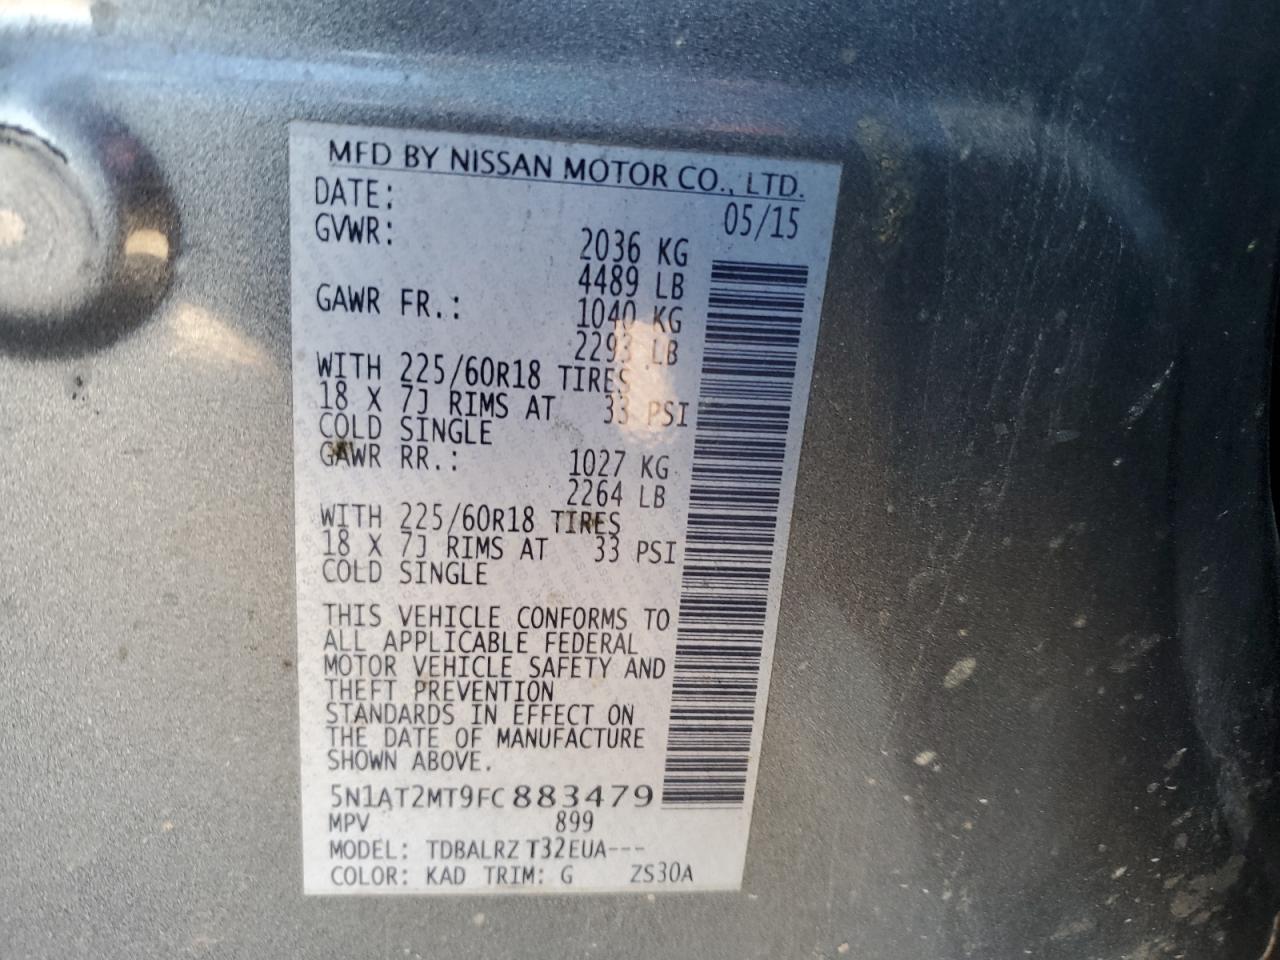 MFD BY NISSAN MOTOR CO., LTD.
DATE: 05/15
GVWR: 2036 KG
4489 LB
GAWR FR.: 1040 KG
2293 LB
WITH 225/60R18 TIRES
18 X 7J RIMS AT 33 PSI
COLD SINGLE
GAWR RR.: 1027 KG
2264 LB
WITH 225/60R18 TIRES
18 X 7J RIMS AT 33 PSI
COLD SINGLE
THIS VEHICLE CONFORMS TO
ALL APPLICABLE FEDERAL
MOTOR VEHICLE SAFETY AND
THEFT PREVENTION
STANDARDS IN EFFECT ON
THE DATE OF MANUFACTURE
SHOWN ABOVE.
5N1AT2MT9FC883479
MPV 899
MODEL: TDBALRZ T32EUA---
COLOR: KAD TRIM: G ZS30A